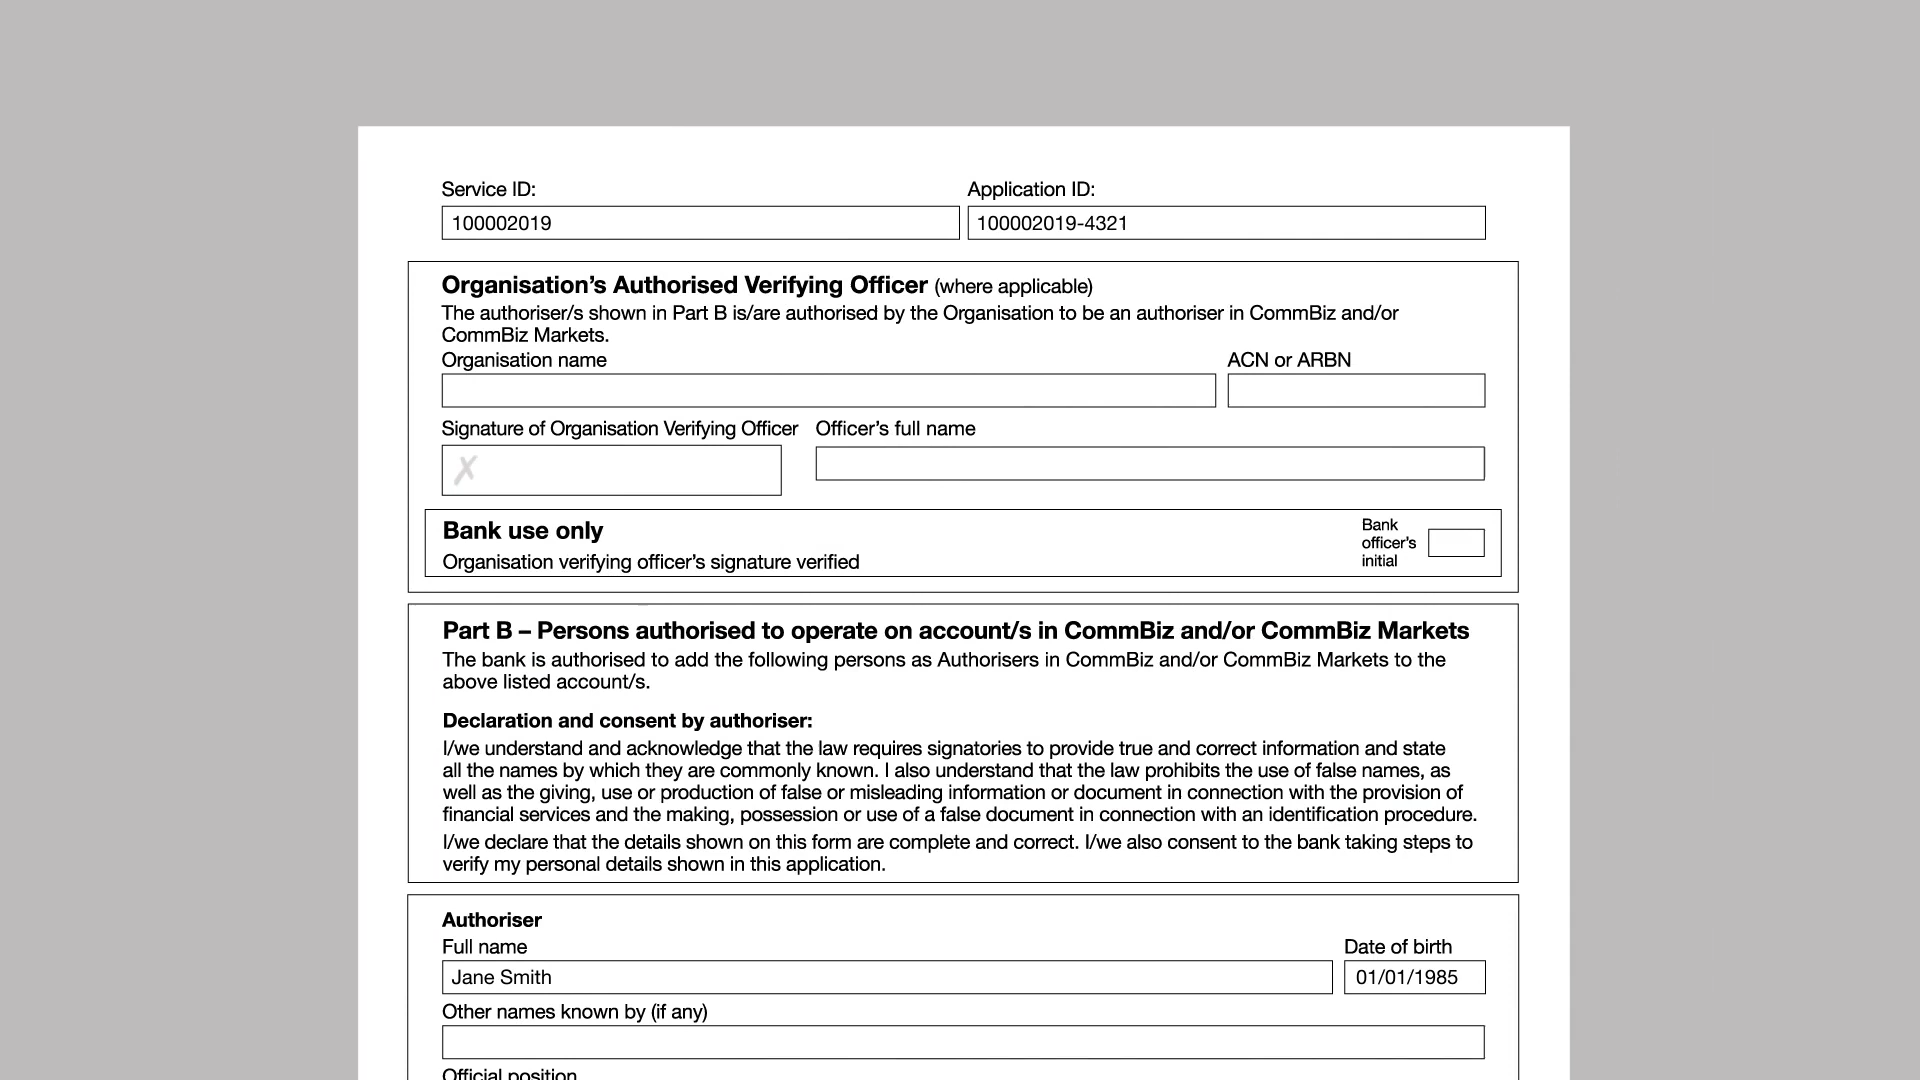 Service ID:
Application ID:
100002019
100002019-4321
Organisation’s Authorised Verifying Officer (where applicable)
The authoriser/s shown in Part B is/are authorised by the Organisation to be an authoriser in CommBiz and/or
CommBiz Markets.
Organisation name
ACN or ARBN
Signature of Organisation Verifying Officer
Officer’s full name
✗
Bank use only
Organisation verifying officer’s signature verified
Bank
officer’s
initial
Part B – Persons authorised to operate on account/s in CommBiz and/or CommBiz Markets
The bank is authorised to add the following persons as Authorisers in CommBiz and/or CommBiz Markets to the
above listed account/s.
Declaration and consent by authoriser:
I/we understand and acknowledge that the law requires signatories to provide true and correct information and state
all the names by which they are commonly known. I also understand that the law prohibits the use of false names, as
well as the giving, use or production of false or misleading information or document in connection with the provision of
financial services and the making, possession or use of a false document in connection with an identification procedure.
I/we declare that the details shown on this form are complete and correct. I/we also consent to the bank taking steps to
verify my personal details shown in this application.
Authoriser
Full name
Date of birth
Jane Smith
01/01/1985
Other names known by (if any)
Official position